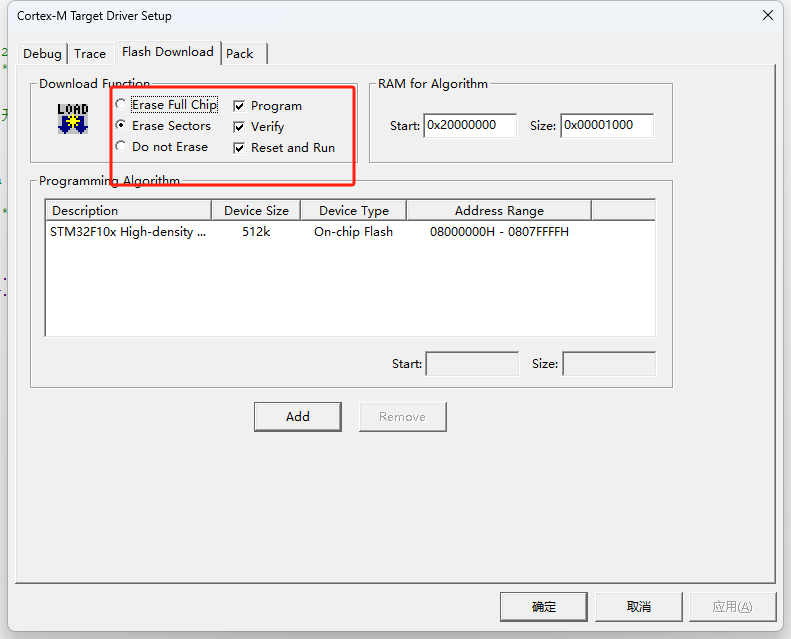 Cortex-M Target Driver Setup
Debug Trace Flash Download Pack
Download Function
LOAD
Erase Full Chip
Program
Erase Sectors
Verify
Do not Erase
Reset and Run
RAM for Algorithm
Start: 0x20000000 Size: 0x00001000
Programming Algorithm
Description Device Size Device Type Address Range
STM32F10x High-density ... 512k On-chip Flash 08000000H - 0807FFFFH
Start: Size:
Add Remove
确定 取消 应用(A)